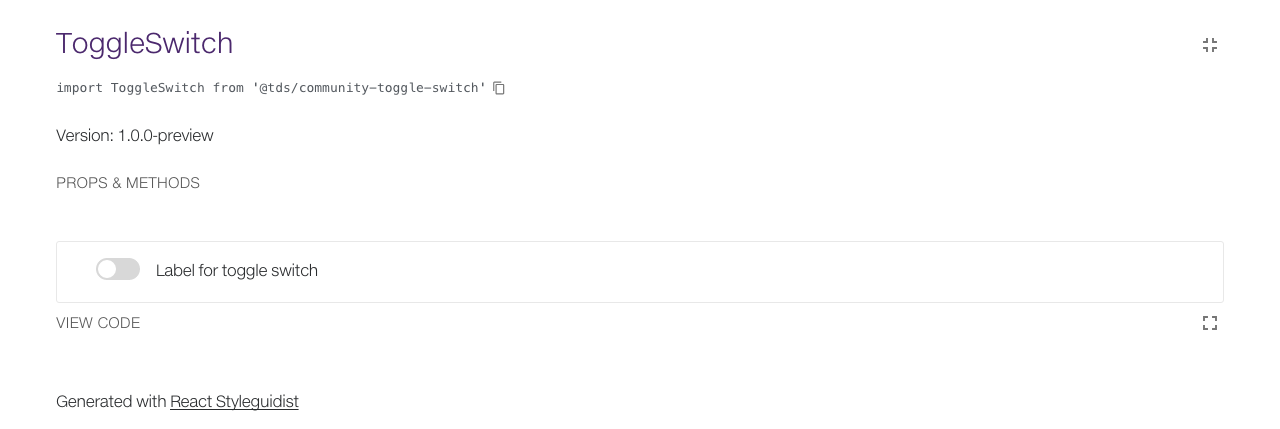 ToggleSwitch
import ToggleSwitch from '@tds/community-toggle-switch'
Version: 1.0.0-preview
PROPS & METHODS
Label for toggle switch
VIEW CODE
Generated with React Styleguidist